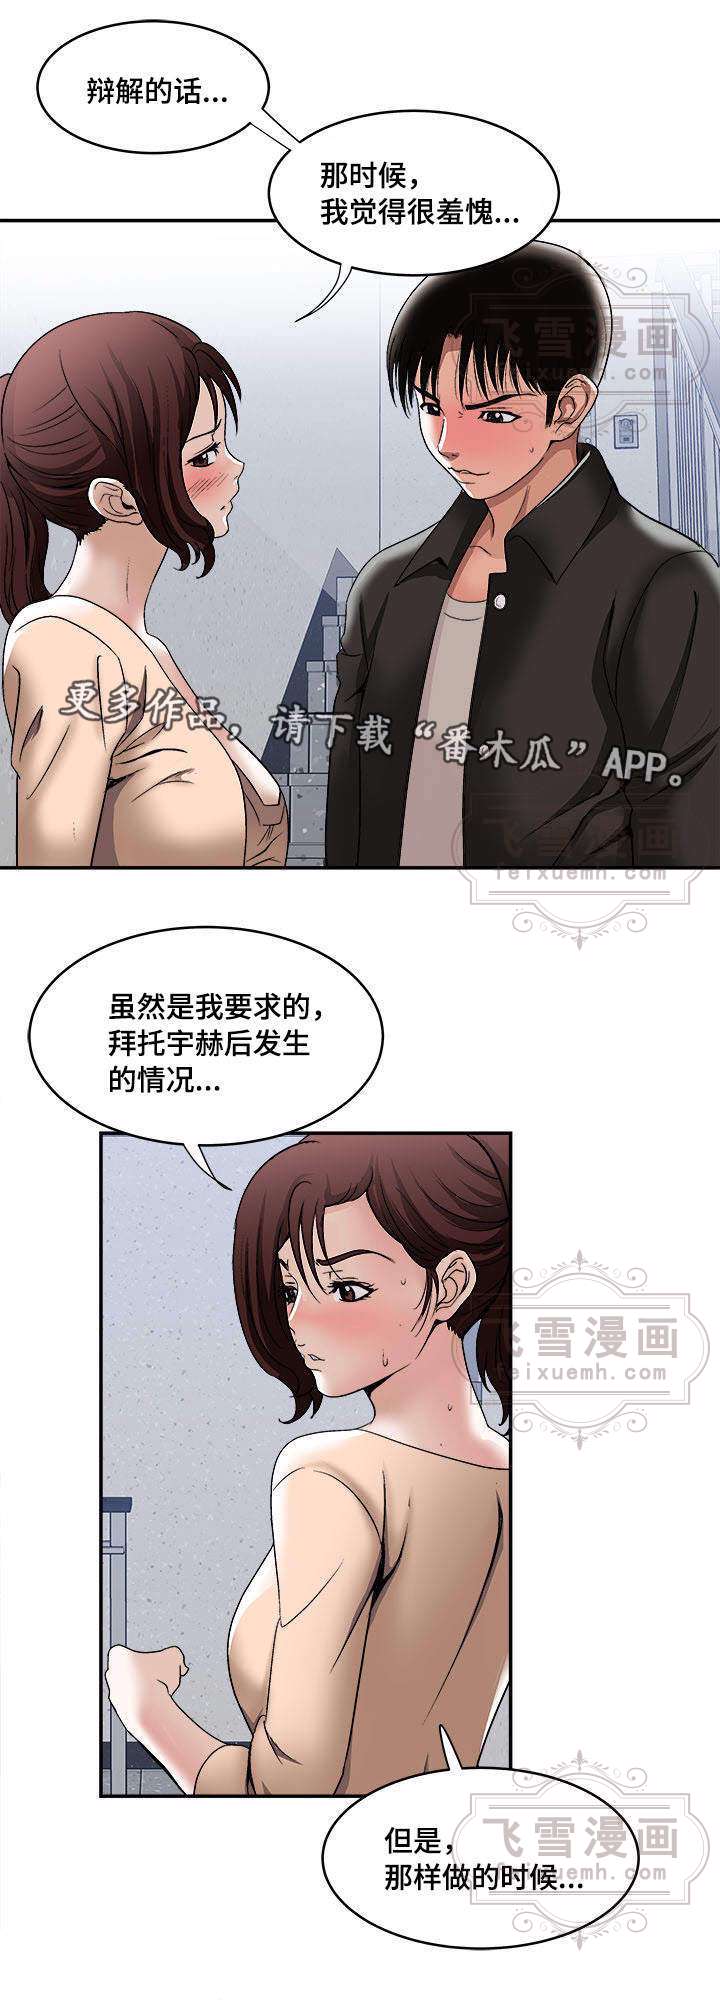 辩解的话...
那时候，
我觉得很羞愧...
飞雪漫画
feixuemh.com
更多作品，请下载“番木瓜”APP。
飞雪漫画
feixuemh.com
虽然是我要求的，
拜托宇赫后发生
的情况...
飞雪漫画
feixuemh.com
但是，
那样做的时候...
飞雪漫画
feixuemh.com